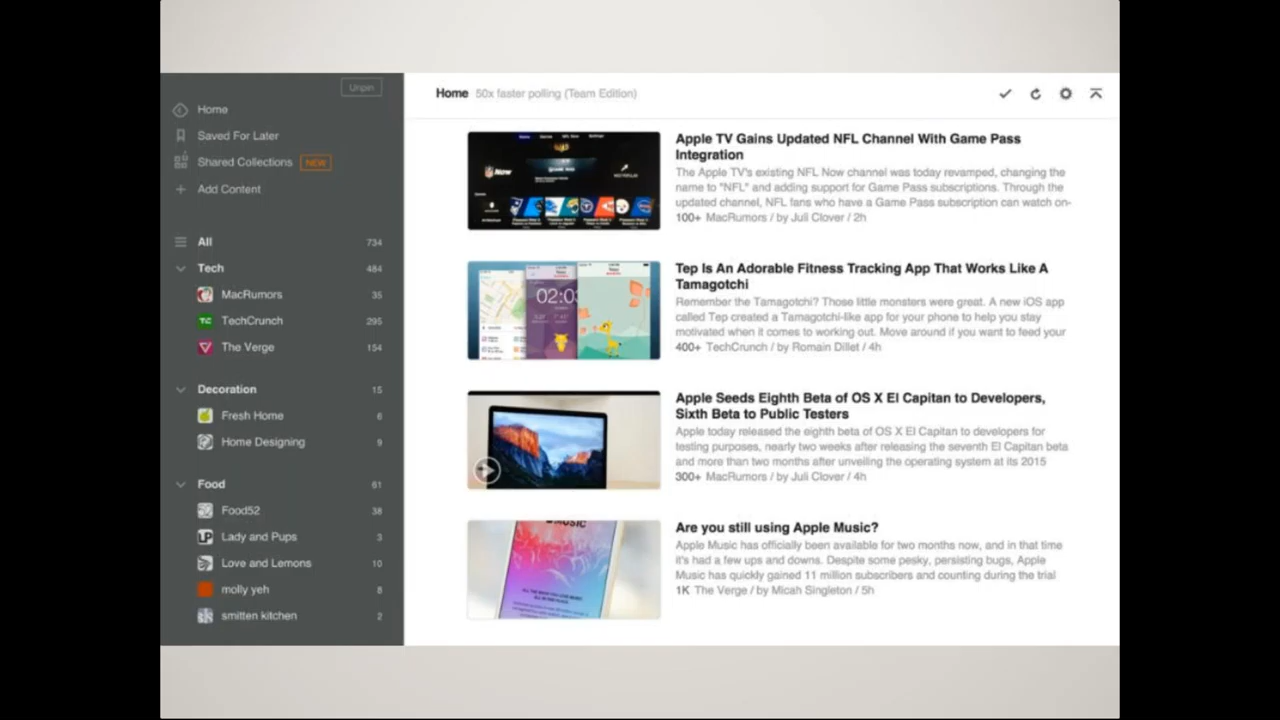 Unpin
Home
Saved For Later
Shared Collections NEW
Add Content
All 734
Tech 484
MacRumors 35
TechCrunch 295
The Verge 154
Decoration 15
Fresh Home 6
Home Designing 9
Food 61
Food52 38
Lady and Pups 3
Love and Lemons 10
molly yeh 8
smitten kitchen 2
Home 50x faster polling (Team Edition)
Apple TV Gains Updated NFL Channel With Game Pass
Integration
The Apple TV's existing NFL Now channel was today revamped, changing the
name to "NFL" and adding support for Game Pass subscriptions. Through the
updated channel, NFL fans who have a Game Pass subscription can watch on-
100+ MacRumors / by Juli Clover / 2h
Tep Is An Adorable Fitness Tracking App That Works Like A
Tamagotchi
Remember the Tamagotchi? Those little monsters were great. A new iOS app
called Tep created a Tamagotchi-like app for your phone to help you stay
motivated when it comes to working out. Move around if you want to feed your
400+ TechCrunch / by Romain Dillet / 4h
Apple Seeds Eighth Beta of OS X El Capitan to Developers,
Sixth Beta to Public Testers
Apple today released the eighth beta of OS X El Capitan to developers for
testing purposes, nearly two weeks after releasing the seventh El Capitan beta
and more than two months after unveiling the operating system at its 2015
300+ MacRumors / by Juli Clover / 4h
Are you still using Apple Music?
Apple Music has officially been available for two months now, and in that time
it's had a few ups and downs. Despite some pesky, persisting bugs, Apple
Music has quickly gained 11 million subscribers and counting during the trial
1K The Verge / by Micah Singleton / 5h